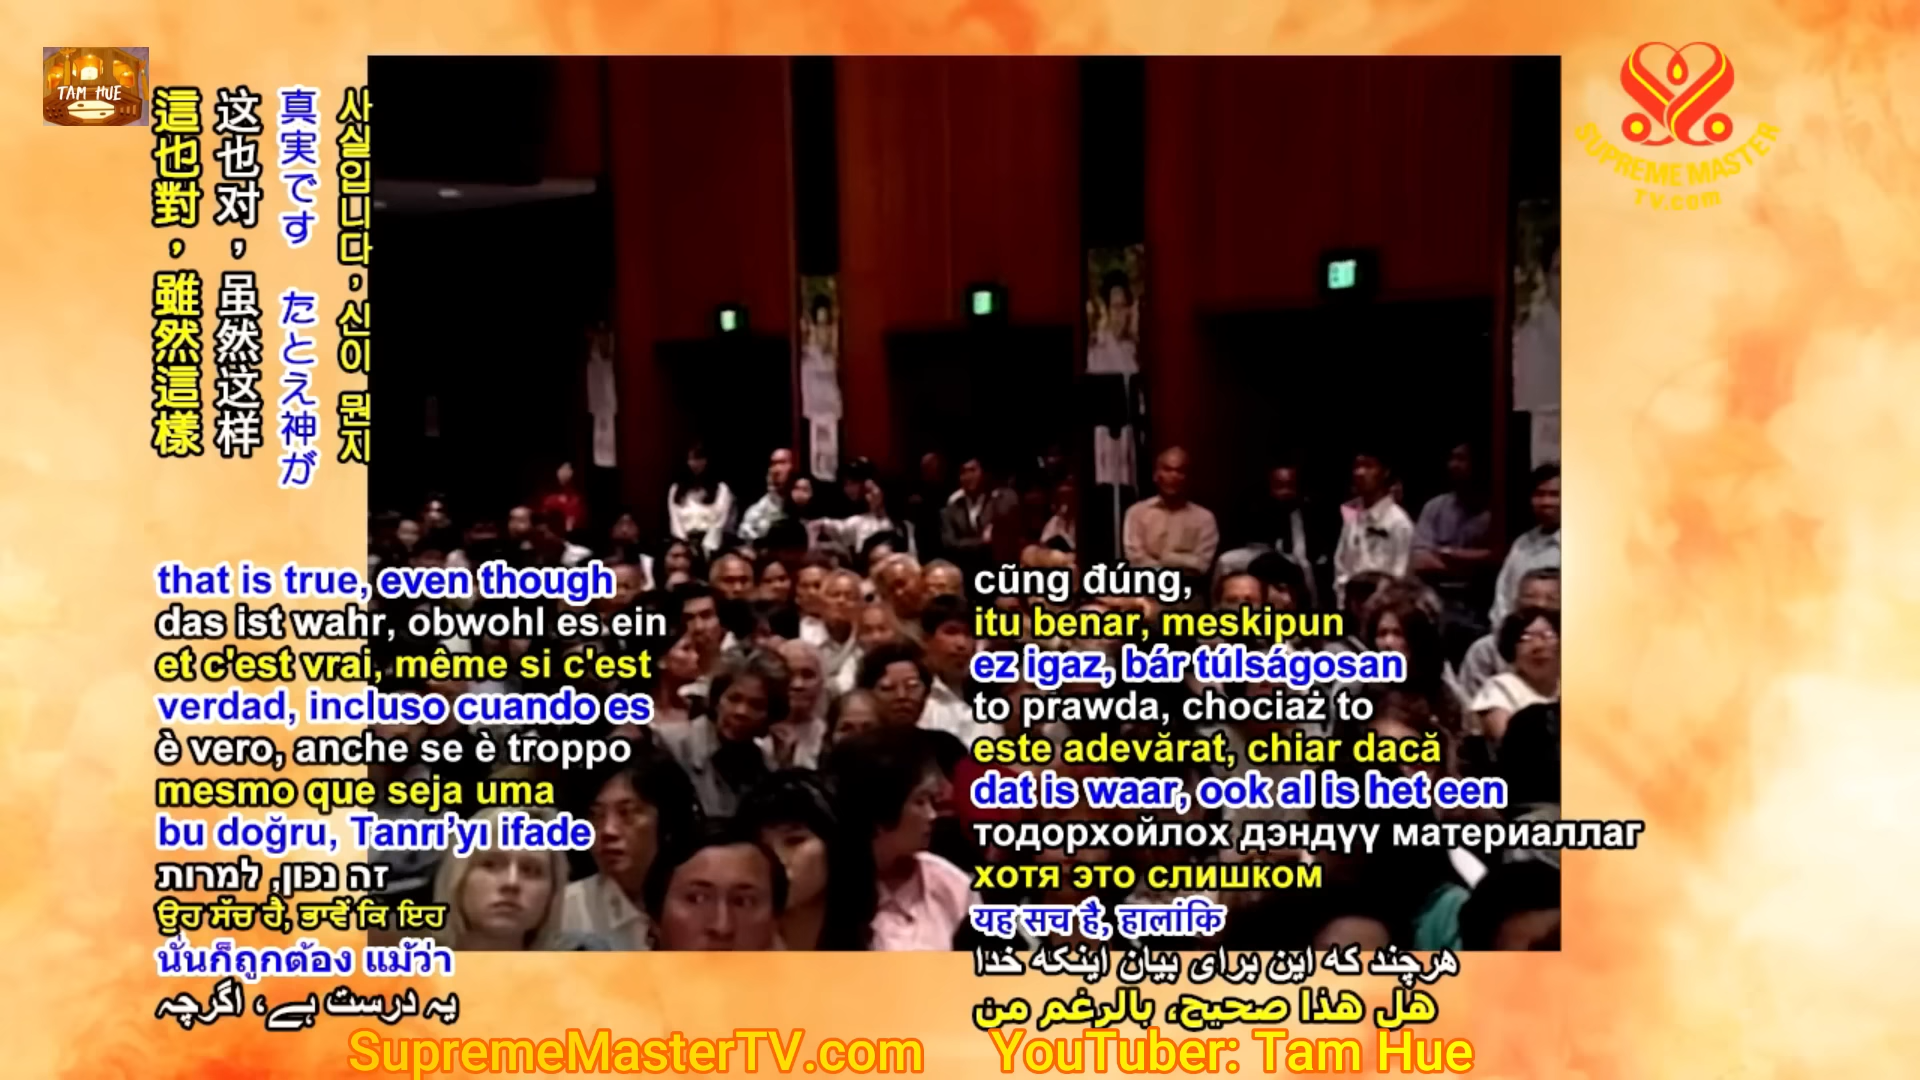 TAM HUE
SUPREME MASTER
TV.com
這也對，雖然這樣
这也对，虽然这样
真実です　たとえ神が
사실입니다, 신이 뭔지
that is true, even though
das ist wahr, obwohl es ein
et c'est vrai, même si c'est
verdad, incluso cuando es
è vero, anche se è troppo
mesmo que seja uma
bu doğru, Tanrı’yı ifade
זה נכון, למרות
ਉਹ ਸੱਚ ਹੈ, ਭਾਵੇਂ ਕਿ ਇਹ
นั่นก็ถูกต้อง แม้ว่า
یہ درست ہے، اگرچہ
cũng đúng,
itu benar, meskipun
ez igaz, bár túlságosan
to prawda, chociaż to
este adevărat, chiar dacă
dat is waar, ook al is het een
тодорхойлох дэндүү материаллаг
хотя это слишком
यह सच है, हालांकि
هرچند که این برای بیان اینکه خدا
هل هذا صحيح، بالرغم من
SupremeMasterTV.com YouTuber: Tam Hue